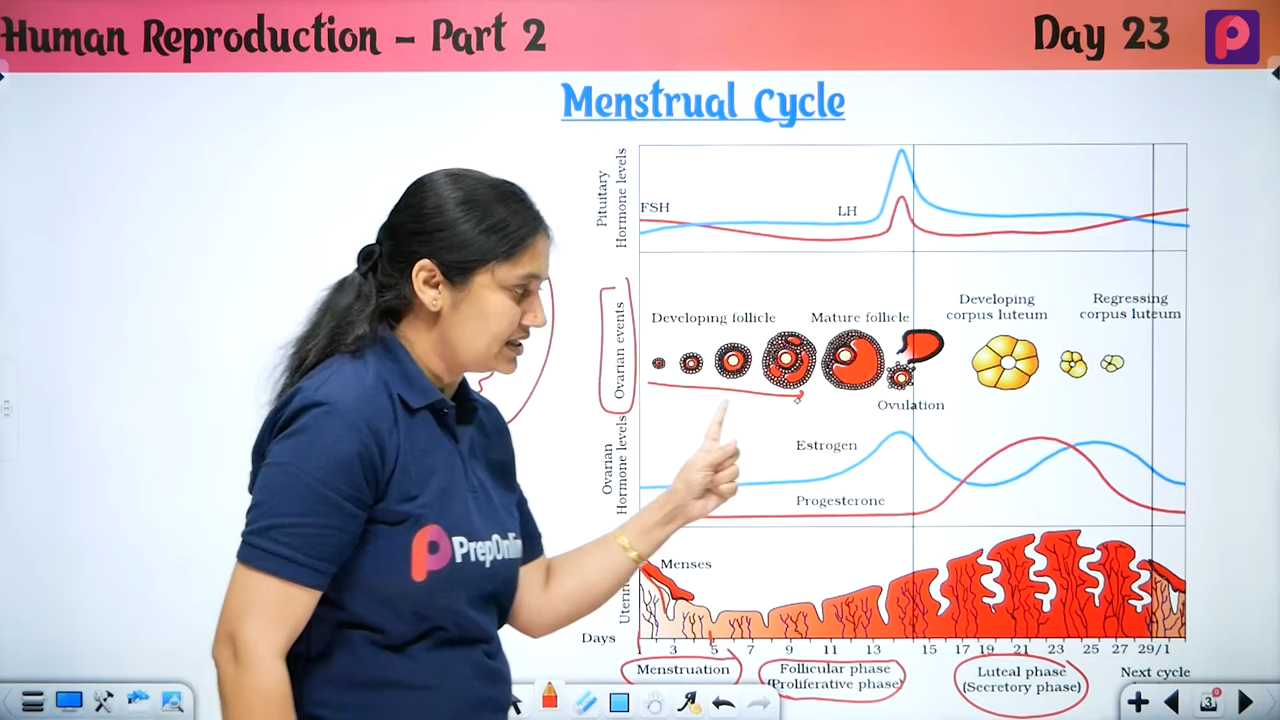 Human Reproduction – Part 2
Day 23
Menstrual Cycle
Pituitary
Hormone levels
FSH
LH
Ovarian events
Developing follicle
Mature follicle
Developing
corpus luteum
Regressing
corpus luteum
Ovulation
Ovarian
Hormone levels
Estrogen
Progesterone
PrepOnlin
Menses
Days
1 3 5 7 9 11 13 15 17 19 21 23 25 27 29/1
Menstruation
Follicular phase
(Proliferative phase)
Luteal phase
(Secretory phase)
Next cycle
3